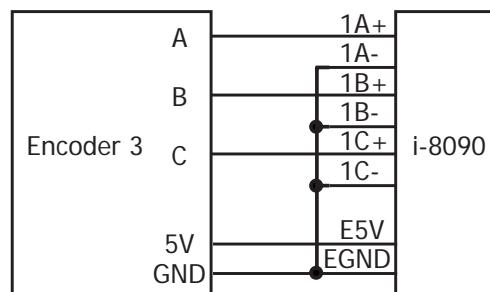 A 1A+
1A-
B 1B+
1B-
Encoder 3 C 1C+ i-8090
1C-
5V E5V
GND EGND